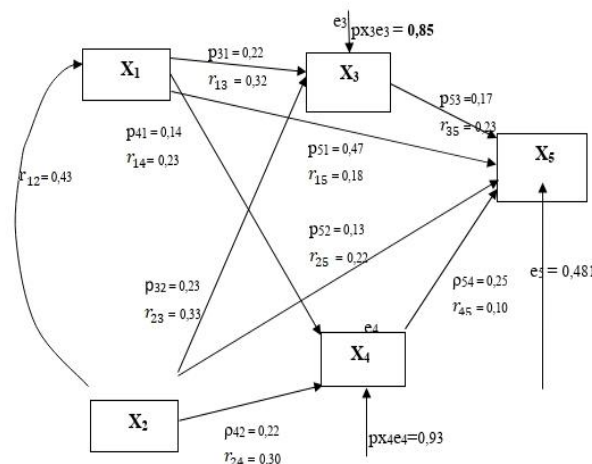 e3
px3e3 = 0,85
p31 = 0,22
X1
r13 = 0,32
X3
p53 = 0,17
r35 = 0,23
p41 = 0,14
r14 = 0,23
p51 = 0,47
r15 = 0,18
X5
r12 = 0,43
p52 = 0,13
r25 = 0,22
p32 = 0,23
r23 = 0,33
ρ54 = 0,25
r45 = 0,10
e5 = 0,481
e4
X4
X2
ρ42 = 0,22
r24 = 0,30
px4e4 = 0,93